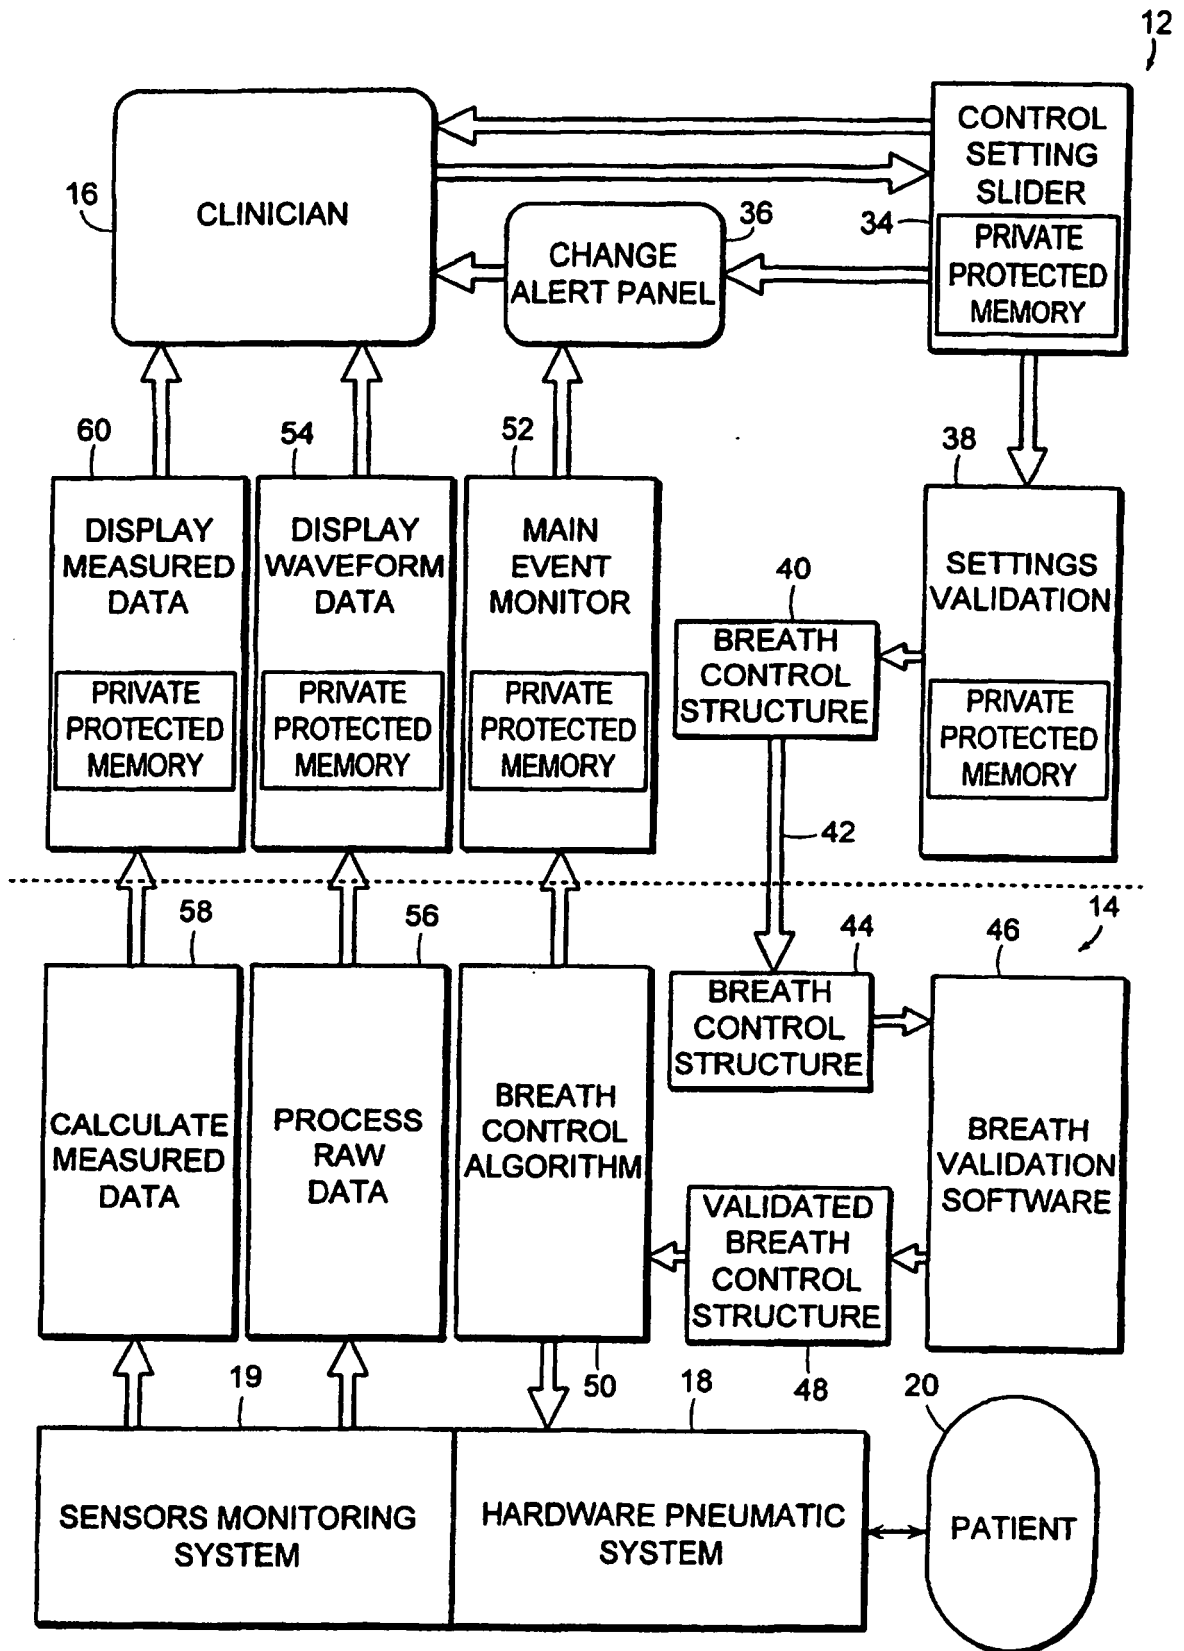 12
CONTROL
SETTING
SLIDER
34
PRIVATE
PROTECTED
MEMORY
16
CLINICIAN
36
CHANGE
ALERT PANEL
60
DISPLAY
MEASURED
DATA
PRIVATE
PROTECTED
MEMORY
54
DISPLAY
WAVEFORM
DATA
PRIVATE
PROTECTED
MEMORY
52
MAIN
EVENT
MONITOR
PRIVATE
PROTECTED
MEMORY
38
SETTINGS
VALIDATION
PRIVATE
PROTECTED
MEMORY
40
BREATH
CONTROL
STRUCTURE
42
14
58
CALCULATE
MEASURED
DATA
56
PROCESS
RAW
DATA
BREATH
CONTROL
ALGORITHM
50
44
BREATH
CONTROL
STRUCTURE
46
BREATH
VALIDATION
SOFTWARE
VALIDATED
BREATH
CONTROL
STRUCTURE
48
19
SENSORS MONITORING
SYSTEM
18
HARDWARE PNEUMATIC
SYSTEM
20
PATIENT